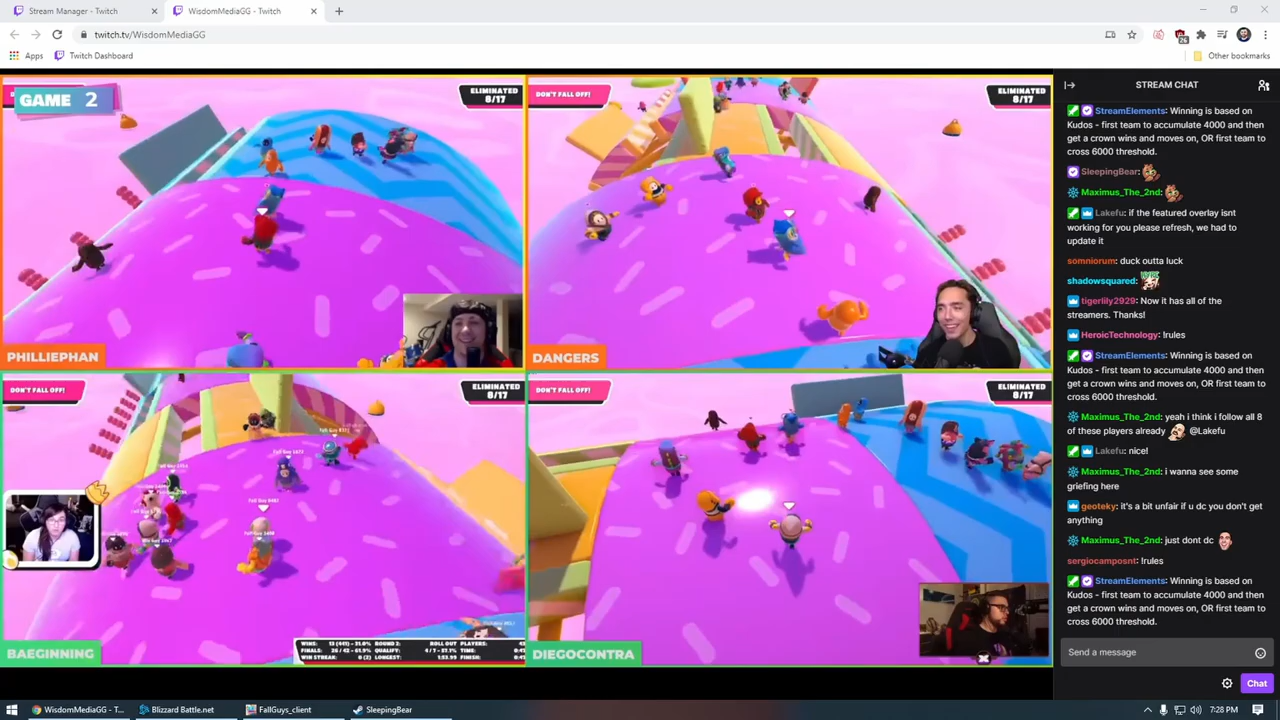 Stream Manager - Twitch
WisdomMediaGG - Twitch
twitch.tv/WisdomMediaGG
26
Apps
Twitch Dashboard
Other bookmarks
GAME 2
ELIMINATED
8/17
PHILLIEPHAN
DON'T FALL OFF!
ELIMINATED
8/17
DANGERS
DON'T FALL OFF!
ELIMINATED
8/17
BAEGINNING
DON'T FALL OFF!
ELIMINATED
8/17
DIEGOCONTRA
STREAM CHAT
StreamElements: Winning is based on
Kudos - first team to accumulate 4000 and then
get a crown wins and moves on, OR first team to
cross 6000 threshold.
SleepingBear:
Maximus_The_2nd:
Lakefu: if the featured overlay isnt
working for you please refresh, we had to
update it
somniorum: duck outta luck
shadowsquared:
tigerlily2929: Now it has all of the
streamers. Thanks!
HeroicTechnology: !rules
StreamElements: Winning is based on
Kudos - first team to accumulate 4000 and then
get a crown wins and moves on, OR first team to
cross 6000 threshold.
Maximus_The_2nd: yeah i think i follow all 8
of these players already @Lakefu
Lakefu: nice!
Maximus_The_2nd: i wanna see some
griefing here
geoteky: it's a bit unfair if u dc you don't get
anything
Maximus_The_2nd: just dont dc
sergiocamposnt: !rules
StreamElements: Winning is based on
Kudos - first team to accumulate 4000 and then
get a crown wins and moves on, OR first team to
cross 6000 threshold.
Send a message
Chat
WisdomMediaGG - T...
Blizzard Battle.net
FallGuys_client
SleepingBear
7:28 PM